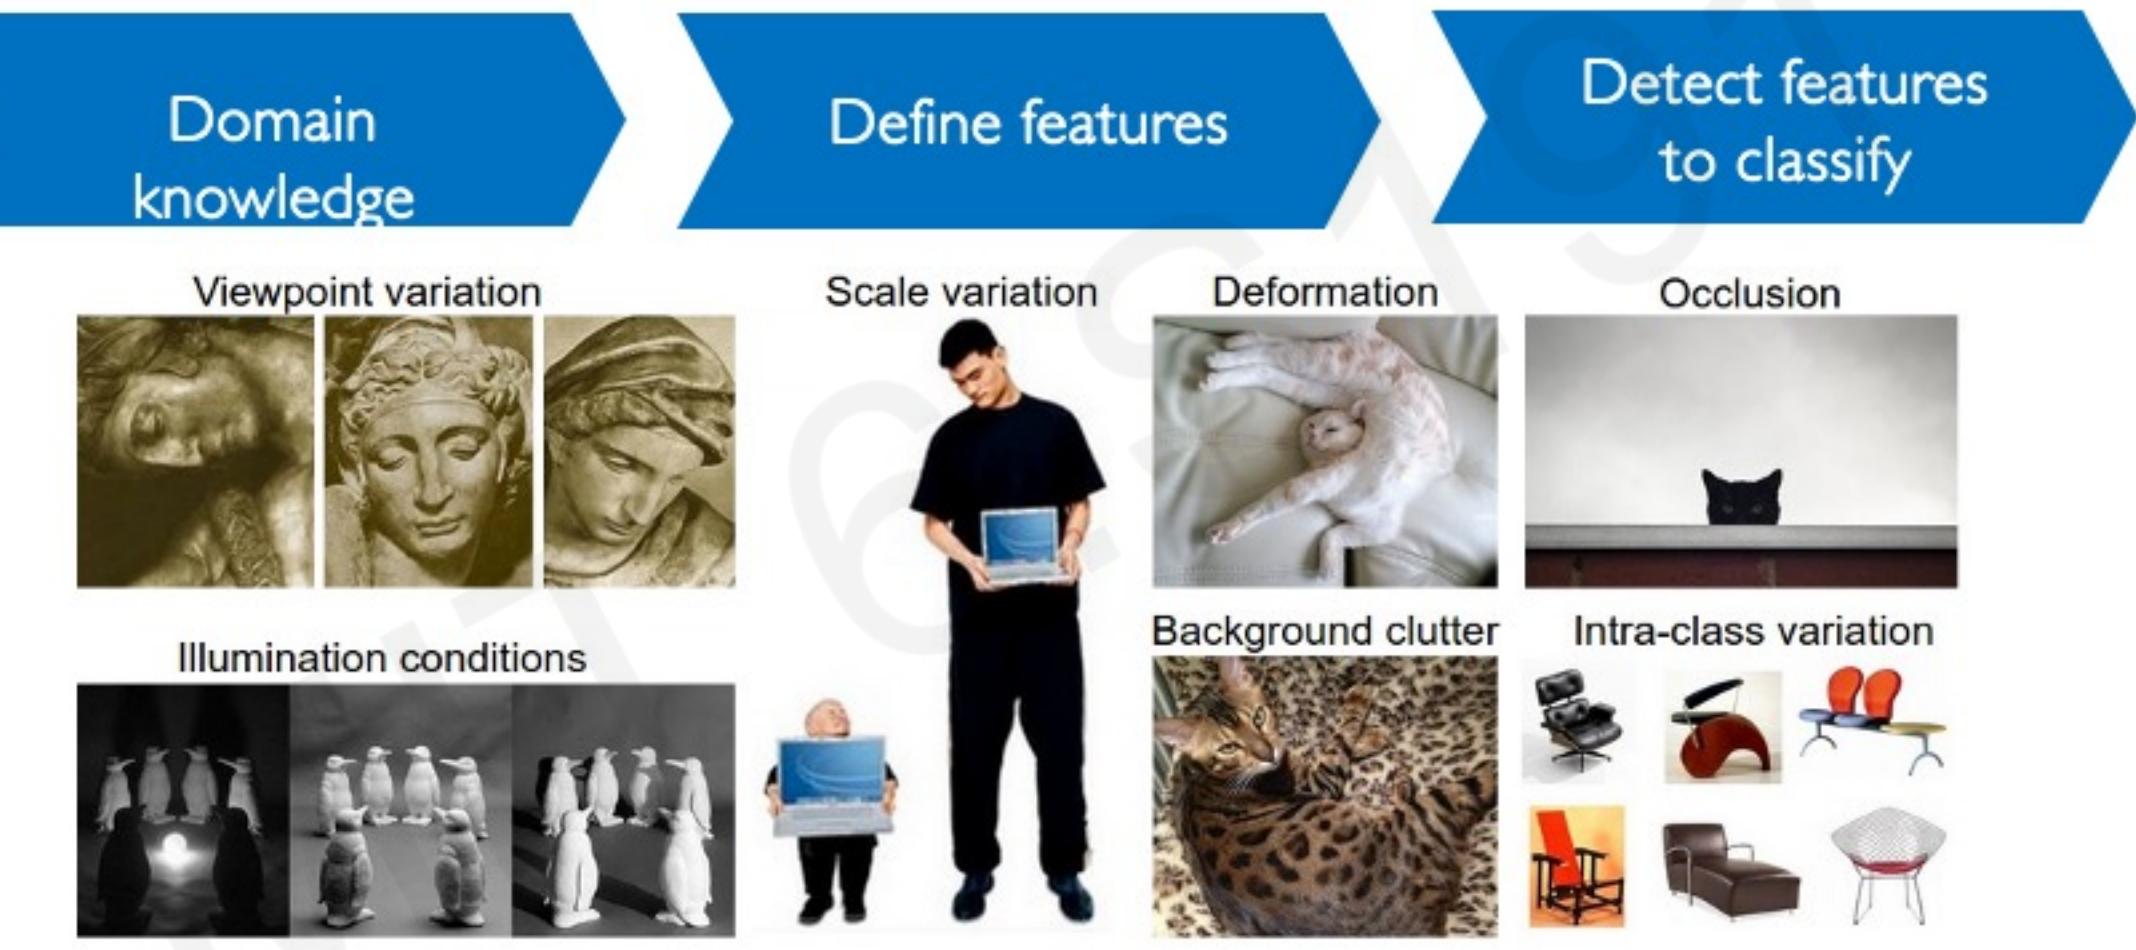 Domain
knowledge
Define features
Detect features
to classify
Viewpoint variation
Scale variation
Deformation
Occlusion
Illumination conditions
Background clutter
Intra-class variation